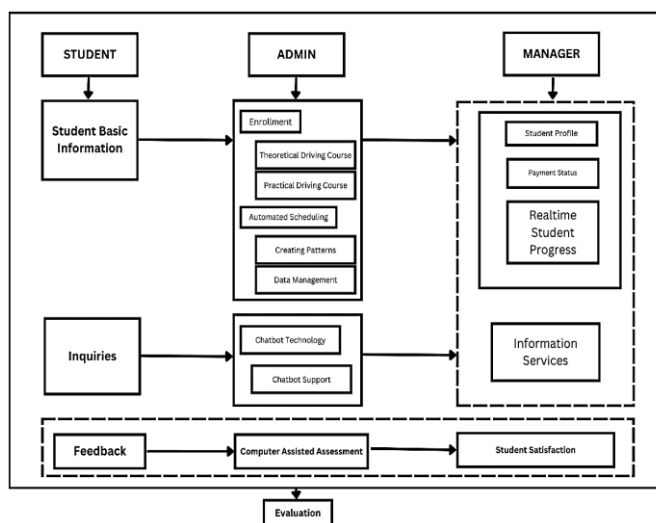 STUDENT
ADMIN
MANAGER
Student Basic
Information
Enrollment
Theoretical Driving Course
Practical Driving Course
Automated Scheduling
Creating Patterns
Data Management
Student Profile
Payment Status
Realtime
Student
Progress
Inquiries
Chatbot Technology
Chatbot Support
Information
Services
Feedback
Computer Assisted Assessment
Student Satisfaction
Evaluation